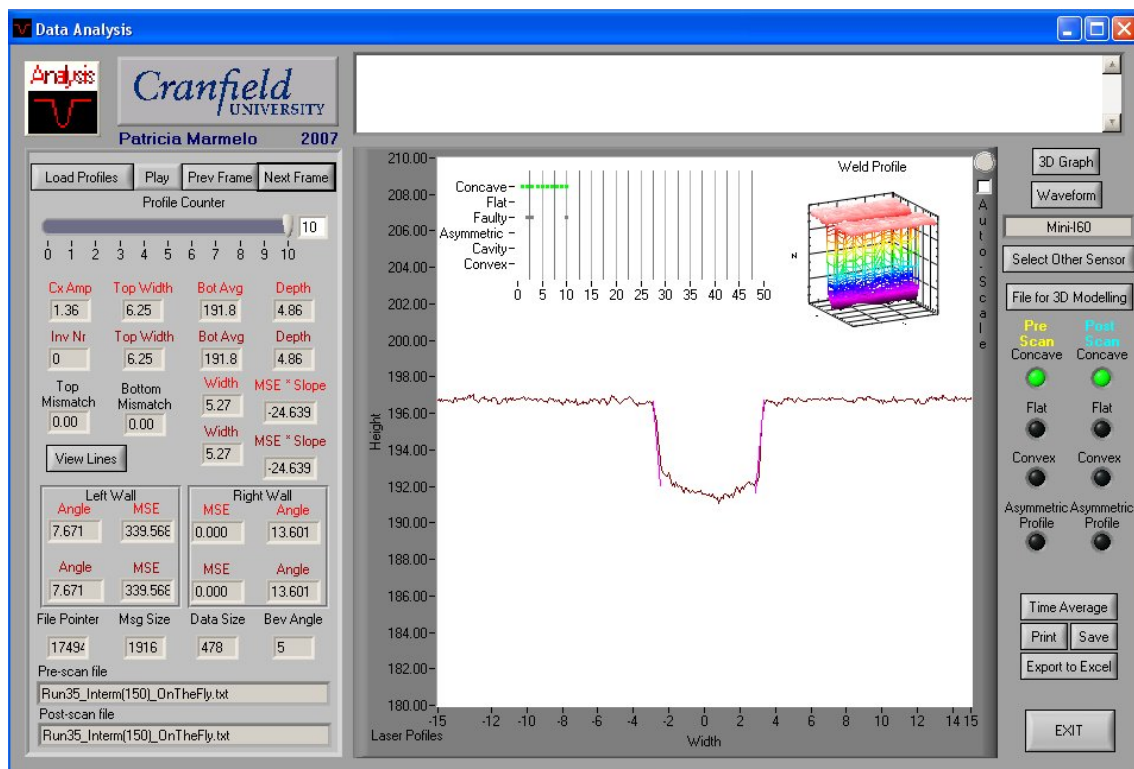 Data Analysis
Analysis
Cranfield
UNIVERSITY
Patricia Marmelo 2007
Load Profiles Play Prev Frame Next Frame
Profile Counter
10
0 1 2 3 4 5 6 7 8 9 10
Cx Amp Top Width Bot Avg Depth
1.36 6.25 191.8 4.86
Inv Nr Top Width Bot Avg Depth
0 6.25 191.8 4.86
Top Mismatch Bottom Mismatch Width MSE * Slope
0.00 0.00 5.27 -24.639
Width MSE * Slope
5.27 -24.639
View Lines
Left Wall Right Wall
Angle MSE MSE Angle
7.671 339.568 0.000 13.601
Angle MSE MSE Angle
7.671 339.568 0.000 13.601
File Pointer Msg Size Data Size Bev Angle
17494 1916 478 5
Pre-scan file
Run35_Interm(150)_OnTheFly.txt
Post-scan file
Run35_Interm(150)_OnTheFly.txt
210.00
208.00
206.00
204.00
202.00
200.00
198.00
196.00
194.00
192.00
190.00
188.00
186.00
184.00
182.00
180.00
Height
Concave
Flat
Faulty
Asymmetric
Cavity
Convex
0 5 10 15 20 25 30 35 40 45 50
Weld Profile
N
-15 -12 -10 -8 -6 -4 -2 0 2 4 6 8 10 12 14 15
Laser Pofiles
Width
Auto-Scale
3D Graph
Waveform
Mini-I60
Select Other Sensor
File for 3D Modelling
Pre Scan Post Scan
Concave Concave
Flat Flat
Convex Convex
Asymmetric Profile Asymmetric Profile
Time Average
Print Save
Export to Excel
EXIT